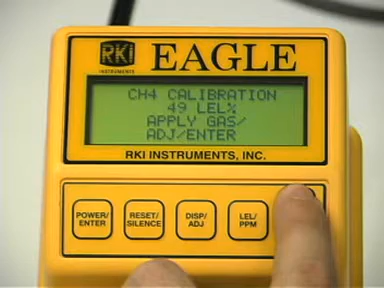 RKI EAGLE
INSTRUMENTS
CH4 CALIBRATION
49 LEL%
APPLY GAS/
ADJ/ENTER
RKI INSTRUMENTS, INC.
POWER/ RESET/ DISP/ LEL/
ENTER SILENCE ADJ PPM